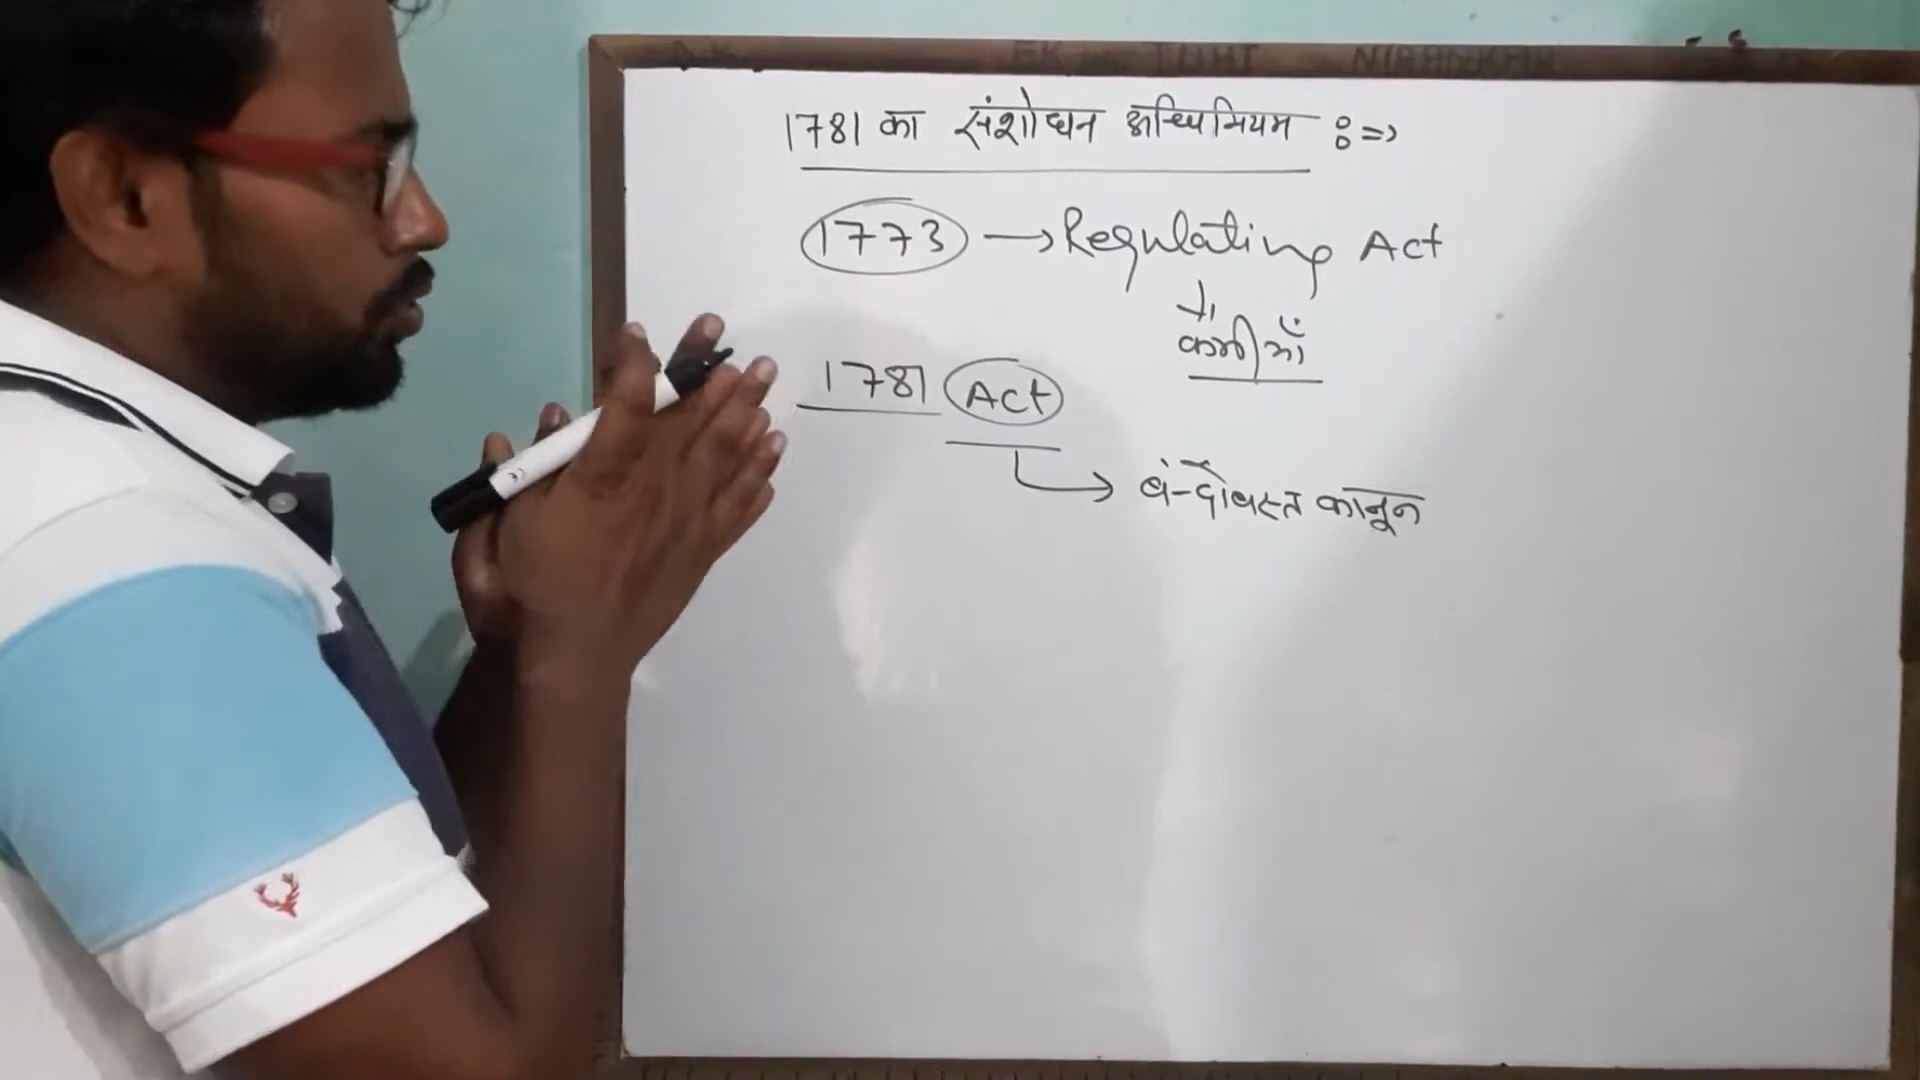 1781 का संशोधन अधिनियम :=>
1773 → Regulating Act
कमीयाँ
1781 Act
→ बंन्दोबस्त कानून